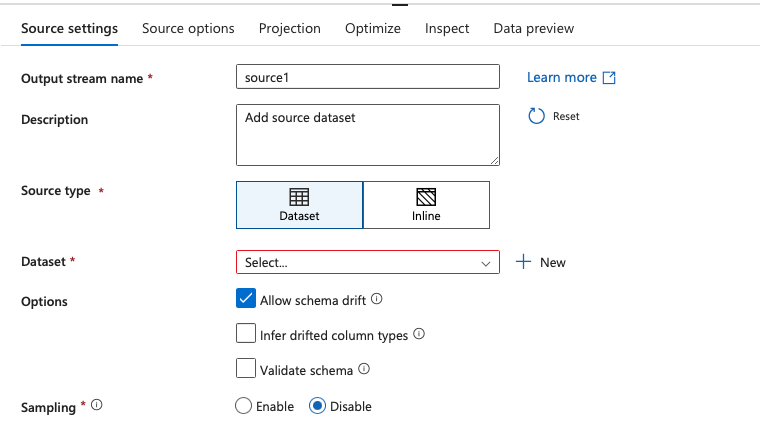 Source settings Source options Projection Optimize Inspect Data preview
Output stream name * source1 Learn more
Description Add source dataset Reset
Source type * Dataset Inline
Dataset * Select... New
Options Allow schema drift
Infer drifted column types
Validate schema
Sampling * Enable Disable